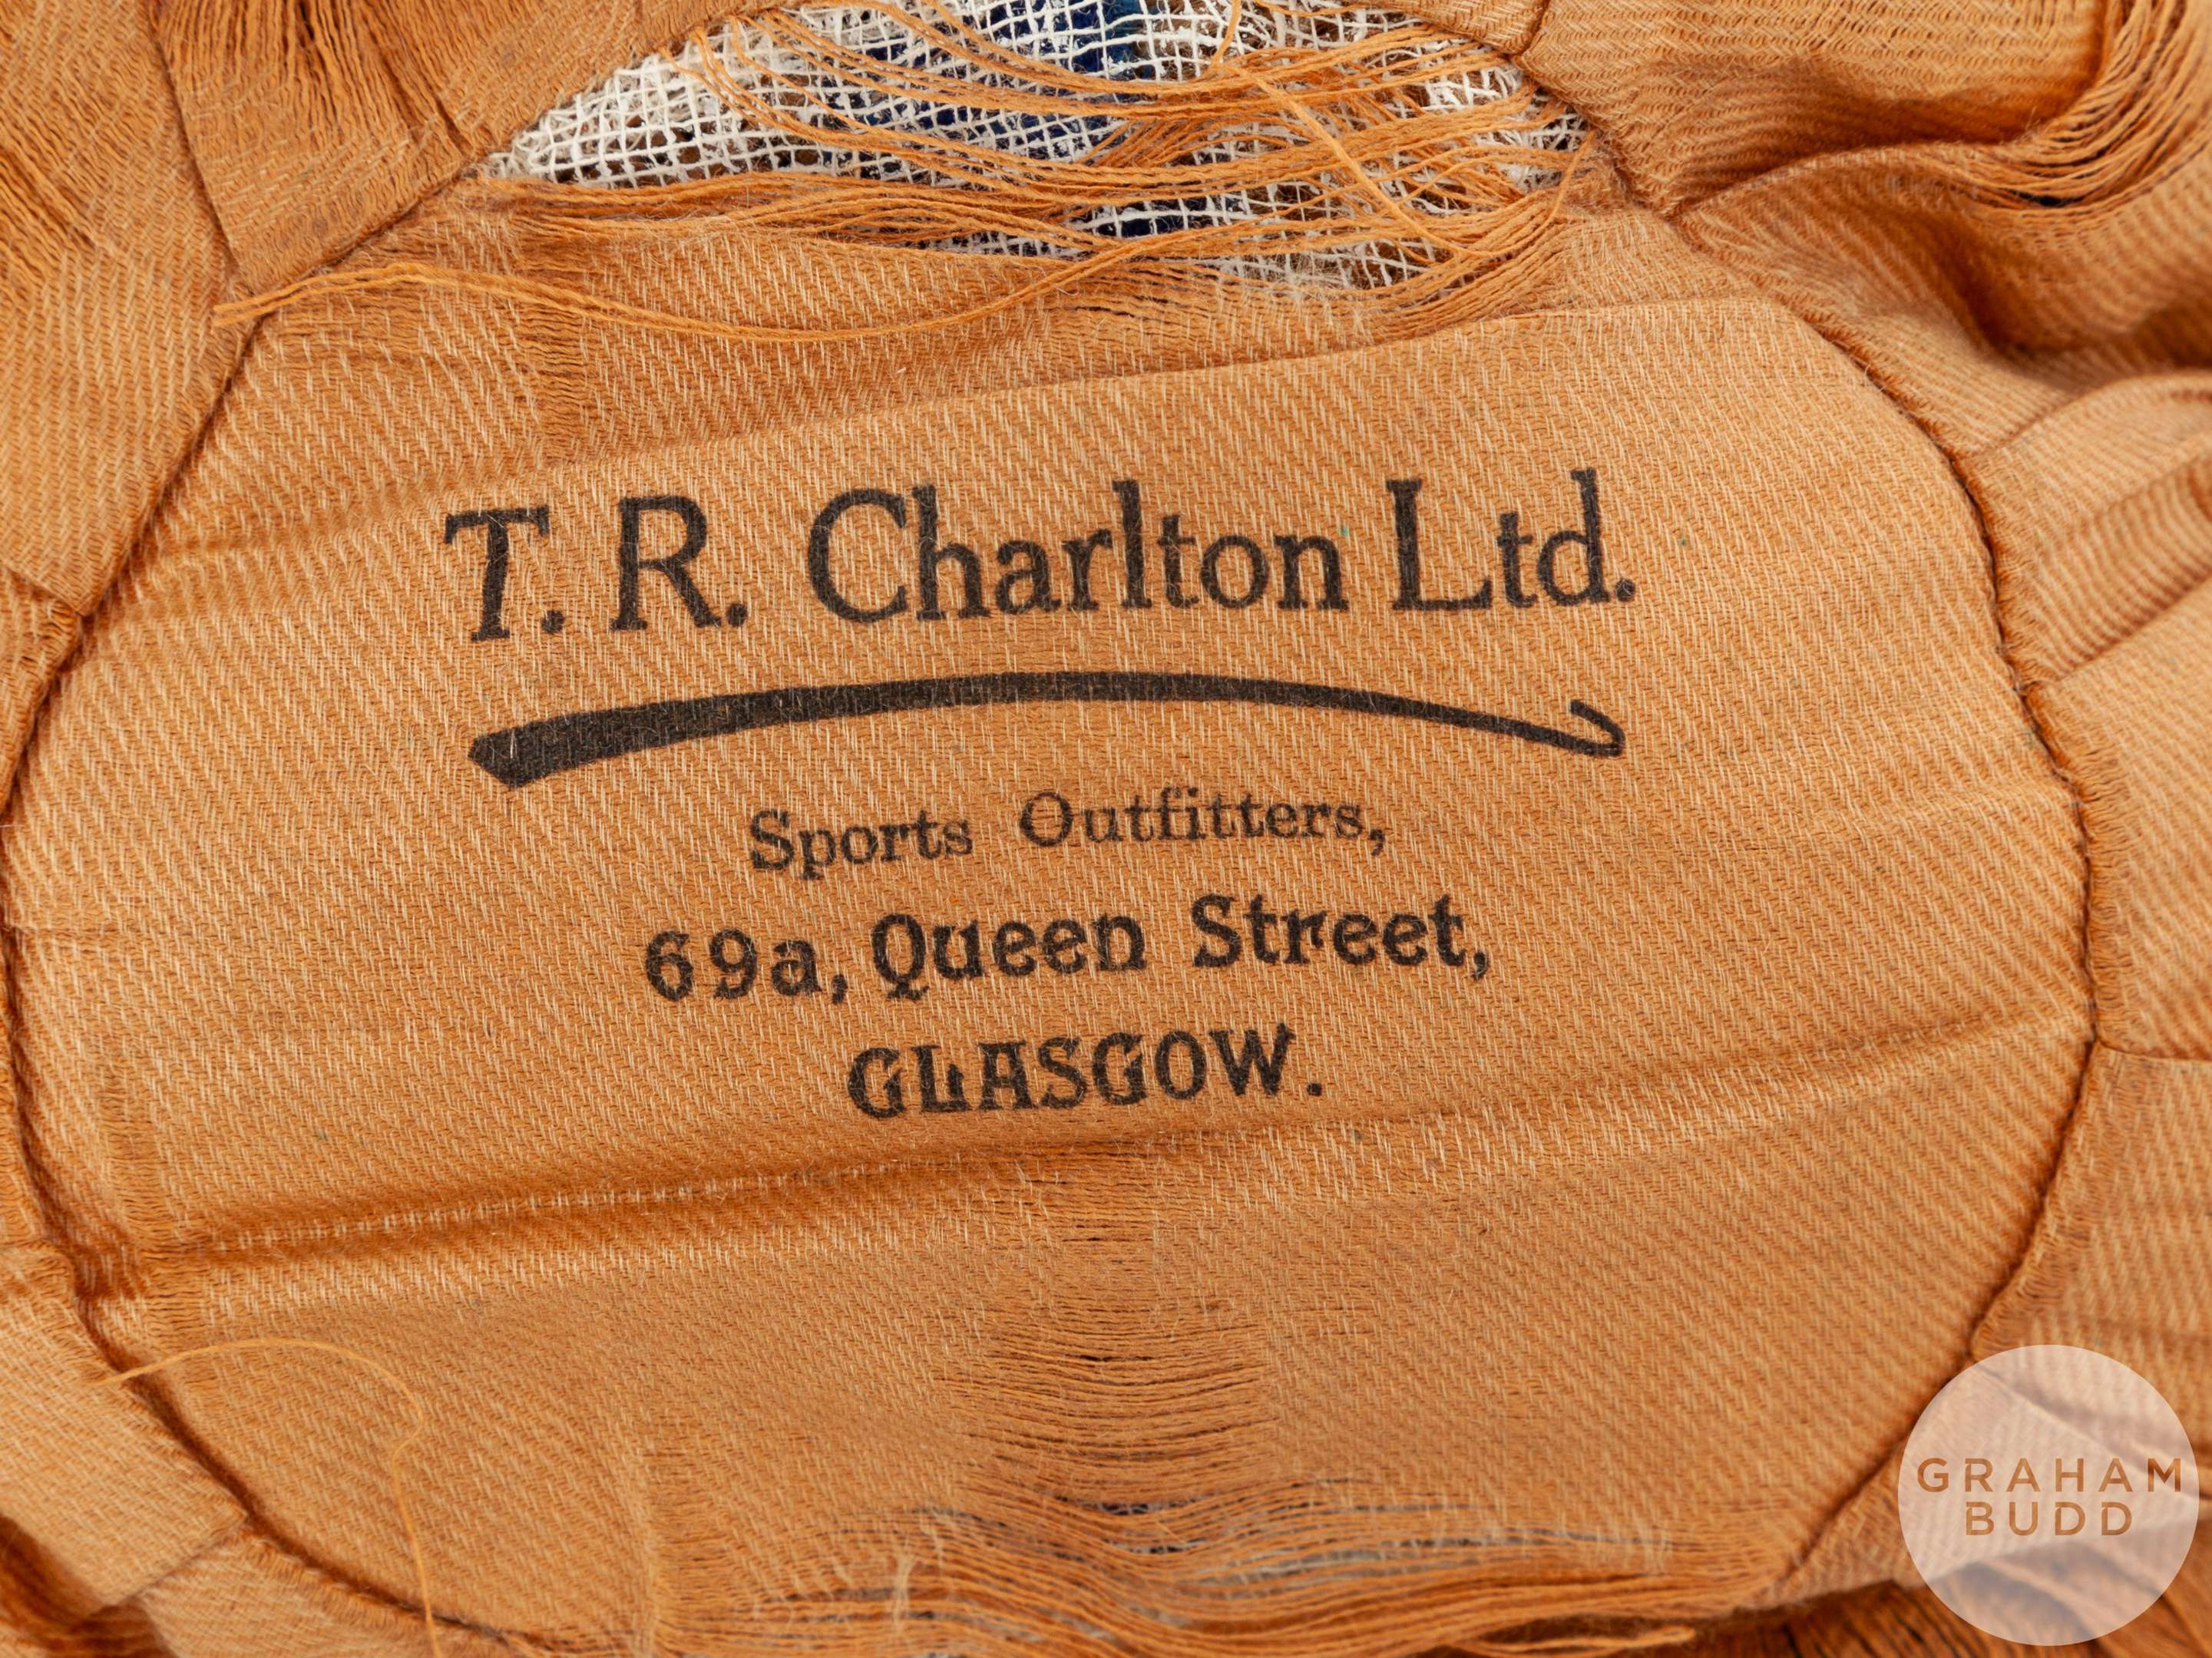 T. R. Charlton Ltd.
Sports Outfitters,
69a, Queen Street,
GLASGOW.
GRAHAM
BUDD